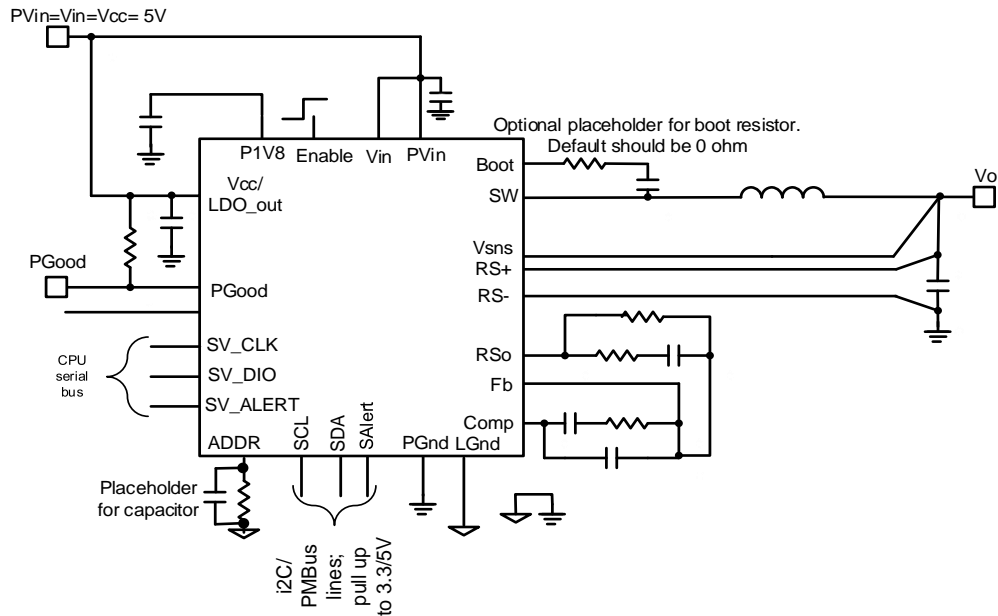 PVin=Vin=Vcc= 5V
Optional placeholder for boot resistor.
Default should be 0 ohm
P1V8
Enable
Vin
PVin
Boot
Vcc/
LDO_out
SW
Vo
Vsns
RS+
PGood
PGood
RS-
SV_CLK
CPU
serial
bus
SV_DIO
SV_ALERT
RSo
Fb
Comp
ADDR
SCL
SDA
SAlert
PGnd
LGnd
Placeholder
for capacitor
i2C/
PMBus
lines;
pull up
to 3.3/5V